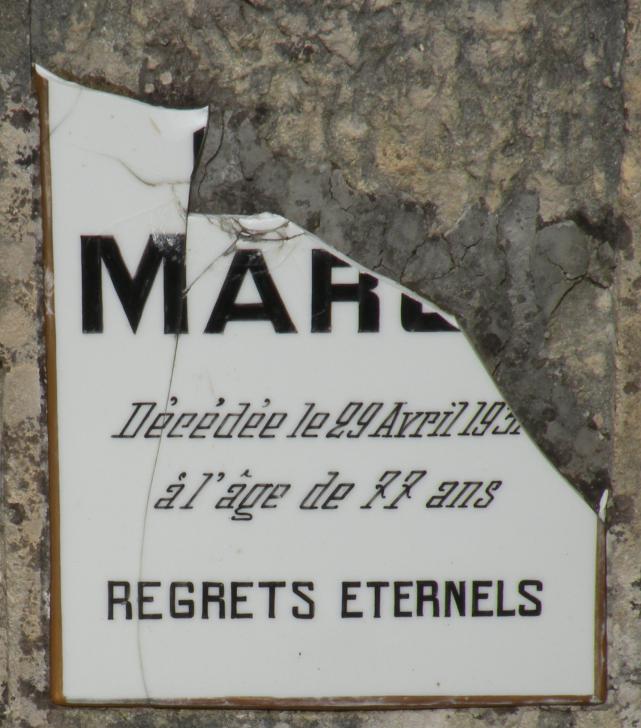 MAR
Décédée le 29 Avril 193
à l'âge de 77 ans
REGRETS ETERNELS